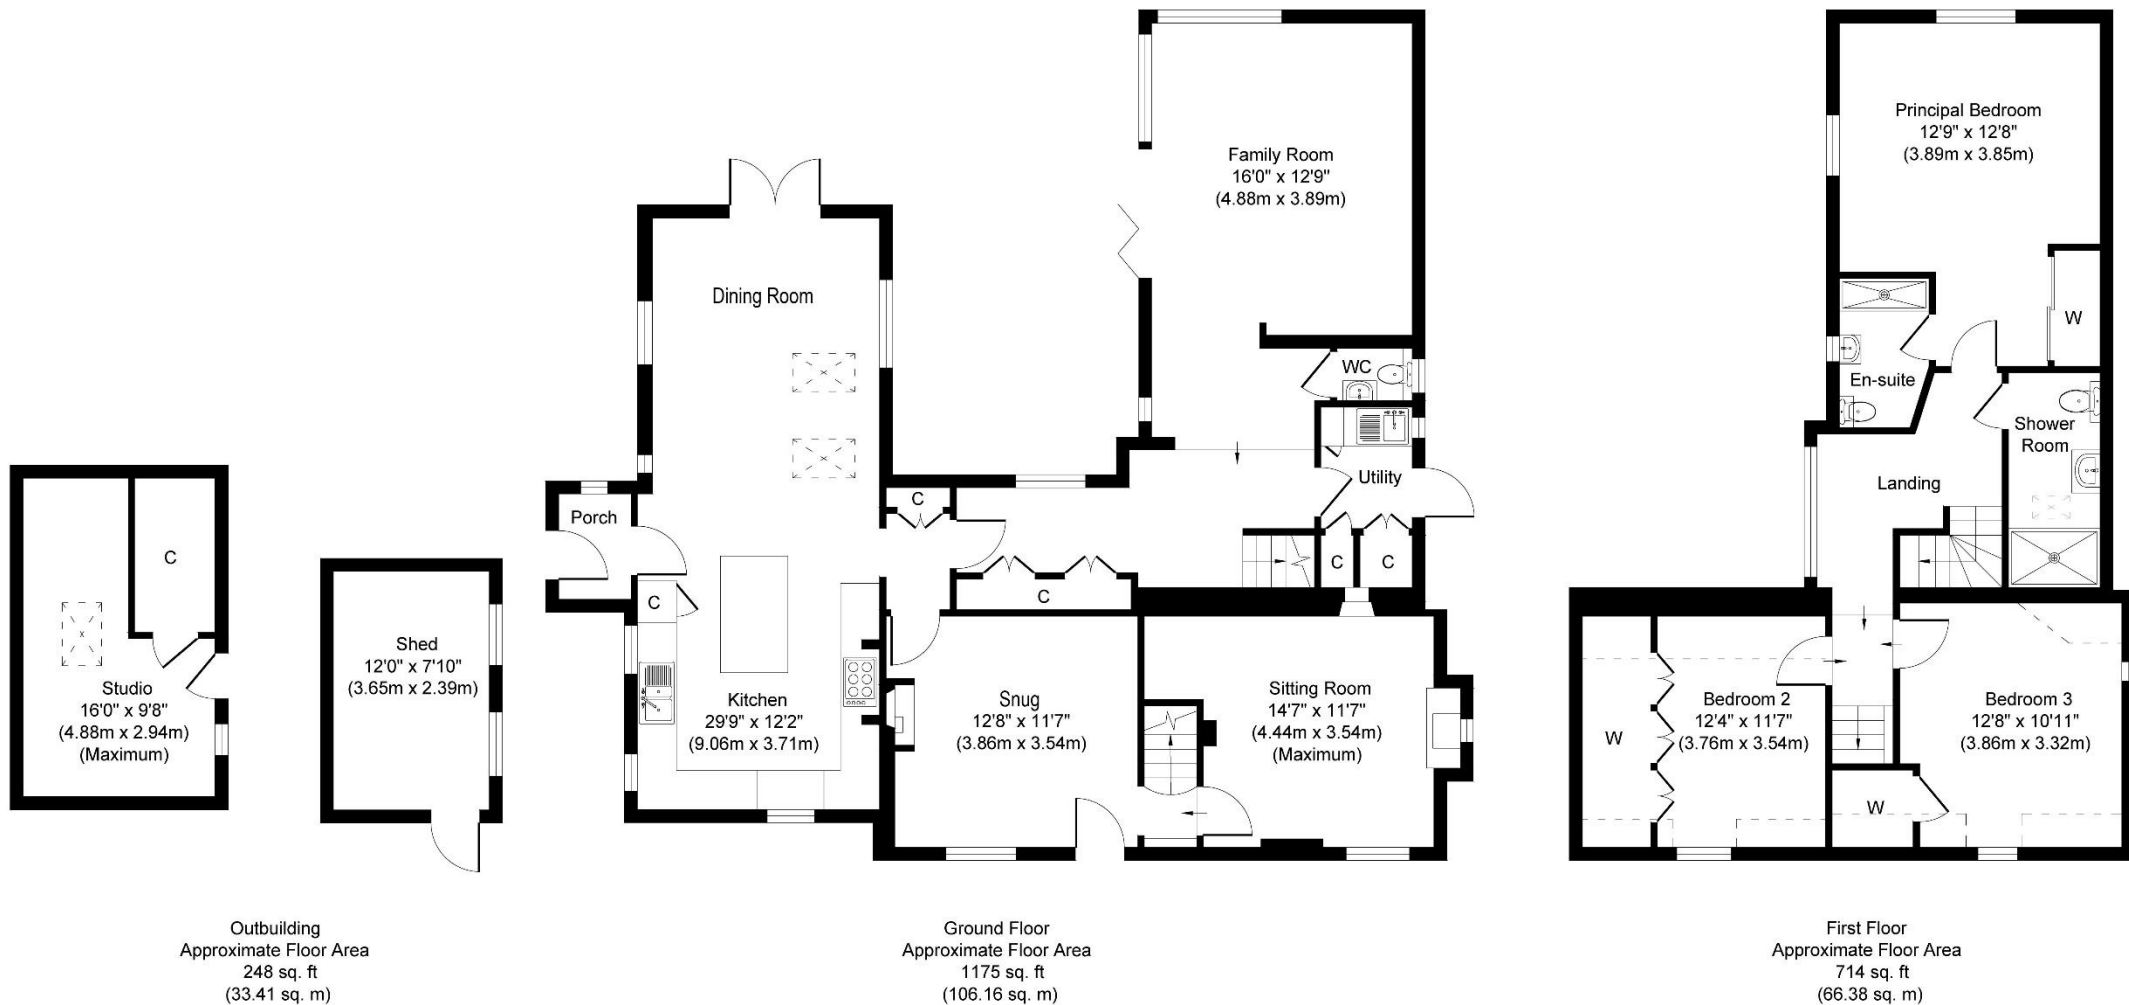 Studio
16'0" x 9'8"
(4.88m x 2.94m)
(Maximum)
C
Shed
12'0" x 7'10"
(3.65m x 2.39m)
Outbuilding
Approximate Floor Area
248 sq. ft
(33.41 sq. m)
Dining Room
Porch
C
Kitchen
29'9" x 12'2"
(9.06m x 3.71m)
C
C
Snug
12'8" x 11'7"
(3.86m x 3.54m)
Family Room
16'0" x 12'9"
(4.88m x 3.89m)
WC
Utility
C
C
Sitting Room
14'7" x 11'7"
(4.44m x 3.54m)
(Maximum)
Ground Floor
Approximate Floor Area
1175 sq. ft
(106.16 sq. m)
Principal Bedroom
12'9" x 12'8"
(3.89m x 3.85m)
W
En-suite
Shower
Room
Landing
W
Bedroom 2
12'4" x 11'7"
(3.76m x 3.54m)
Bedroom 3
12'8" x 10'11"
(3.86m x 3.32m)
W
First Floor
Approximate Floor Area
714 sq. ft
(66.38 sq. m)